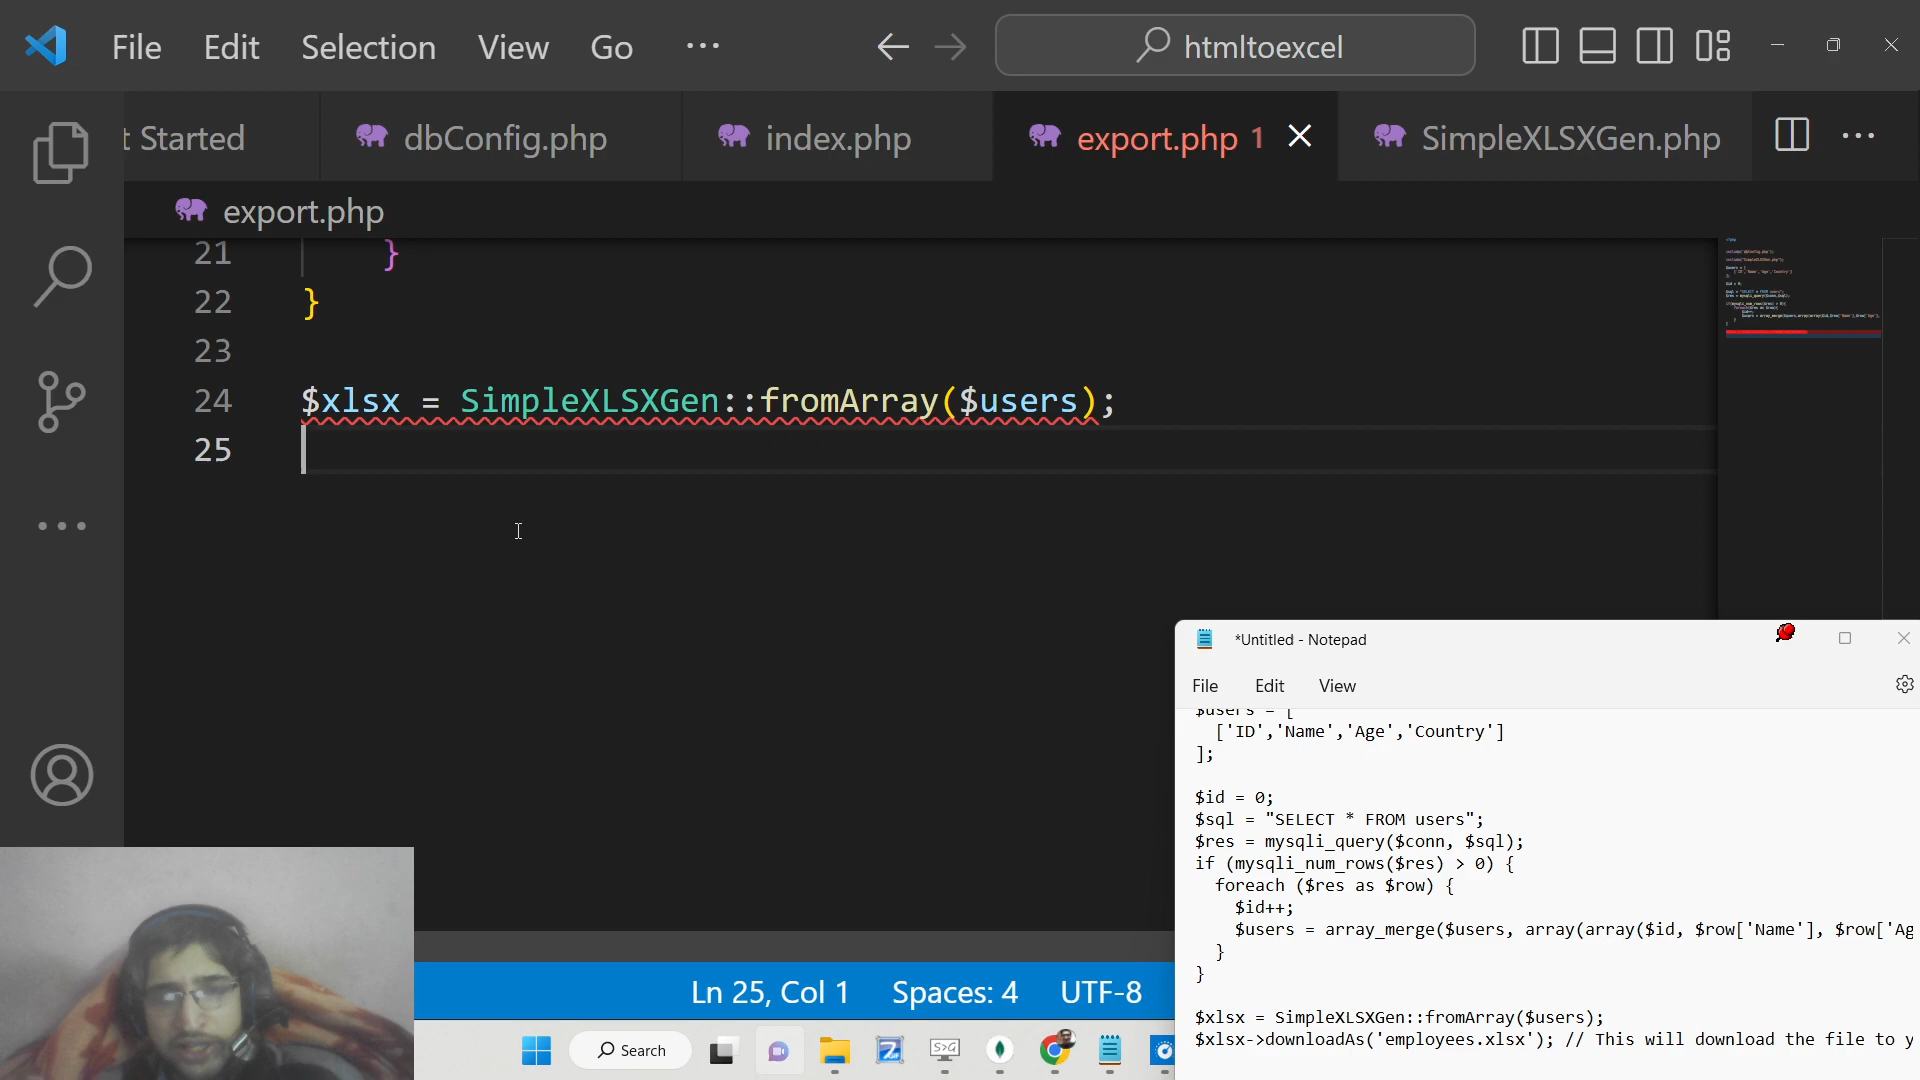 File Edit Selection View Go ...
htmltoexcel
t Started dbConfig.php index.php export.php 1 SimpleXLSXGen.php
export.php
21 }
22 }
23
24 $xlsx = SimpleXLSXGen::fromArray($users);
25
Ln 25, Col 1 Spaces: 4 UTF-8
Search
*Untitled - Notepad
File Edit View
$users = [
['ID','Name','Age','Country']
];
$id = 0;
$sql = "SELECT * FROM users";
$res = mysqli_query($conn, $sql);
if (mysqli_num_rows($res) > 0) {
foreach ($res as $row) {
$id++;
$users = array_merge($users, array(array($id, $row['Name'], $row['Ag
}
}
$xlsx = SimpleXLSXGen::fromArray($users);
$xlsx->downloadAs('employees.xlsx'); // This will download the file to y